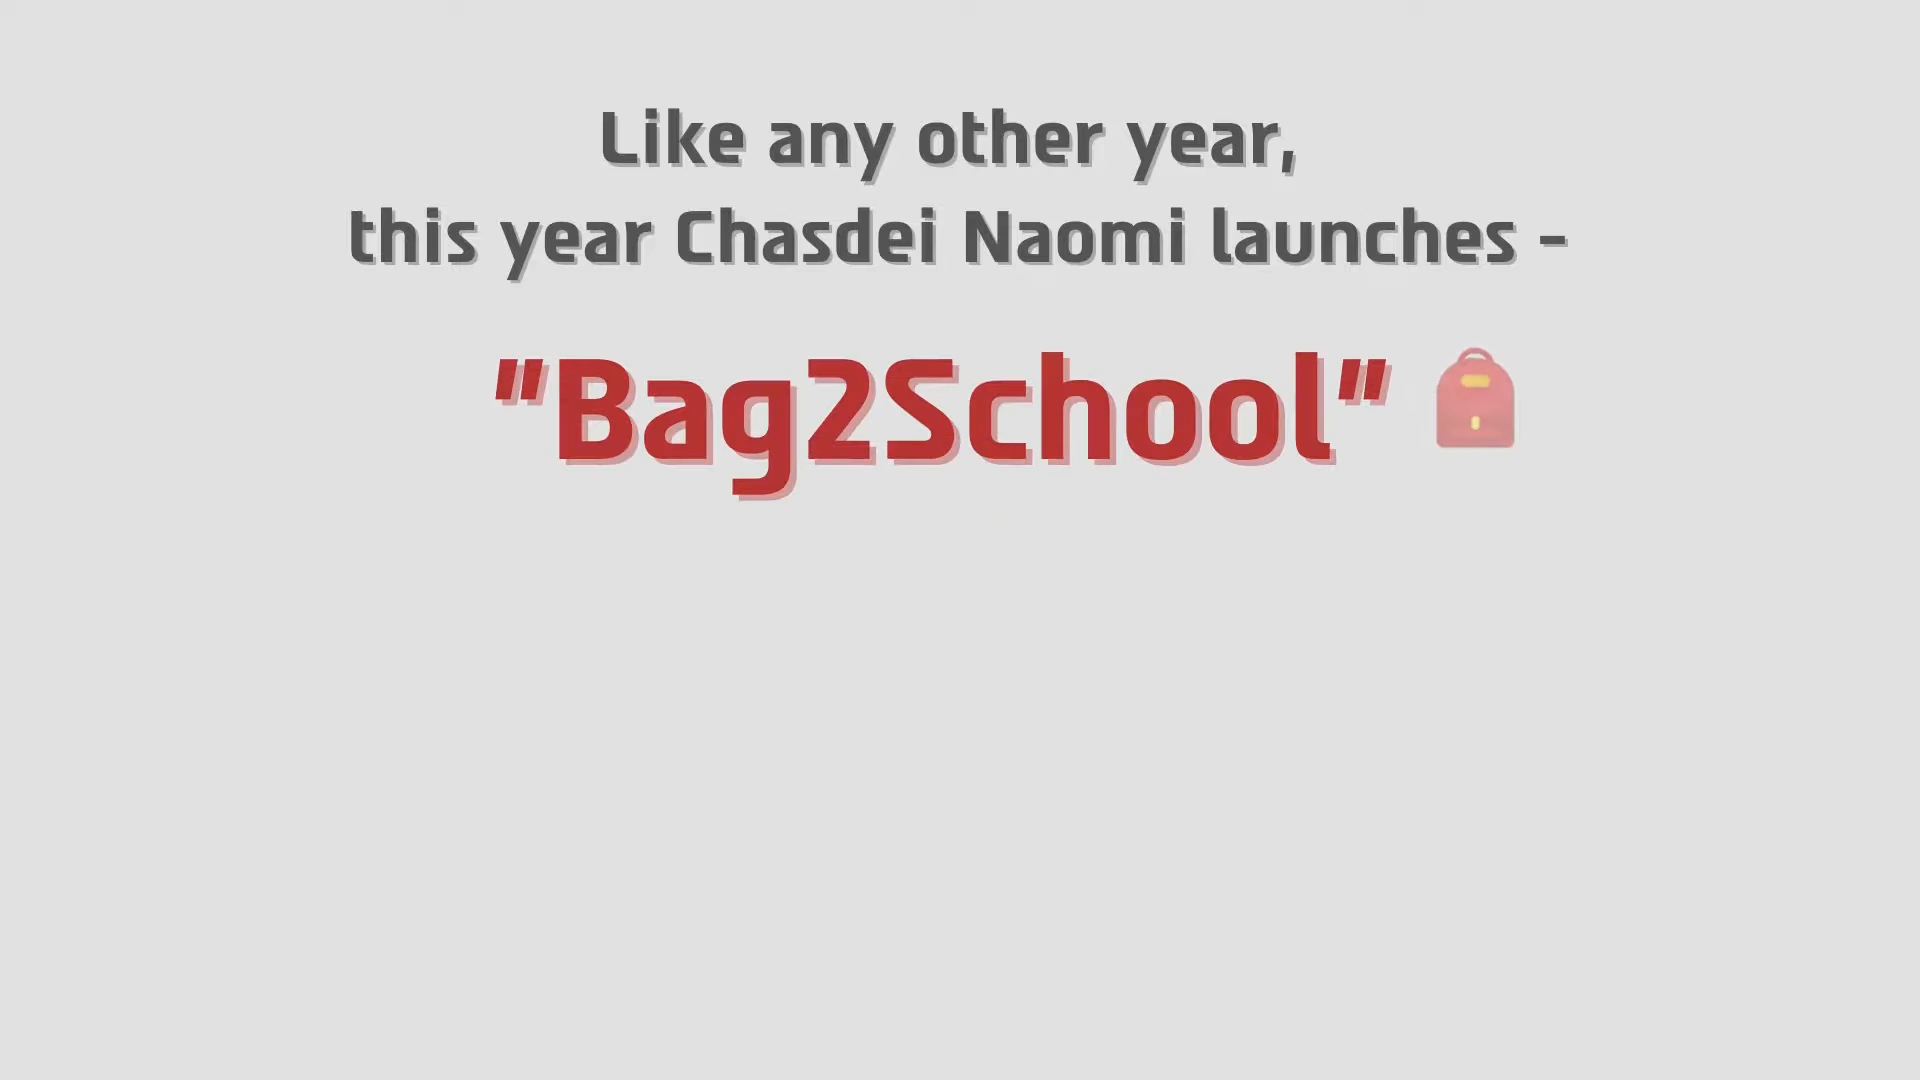 Like any other year,
this year Chasdei Naomi launches -
"Bag2School"